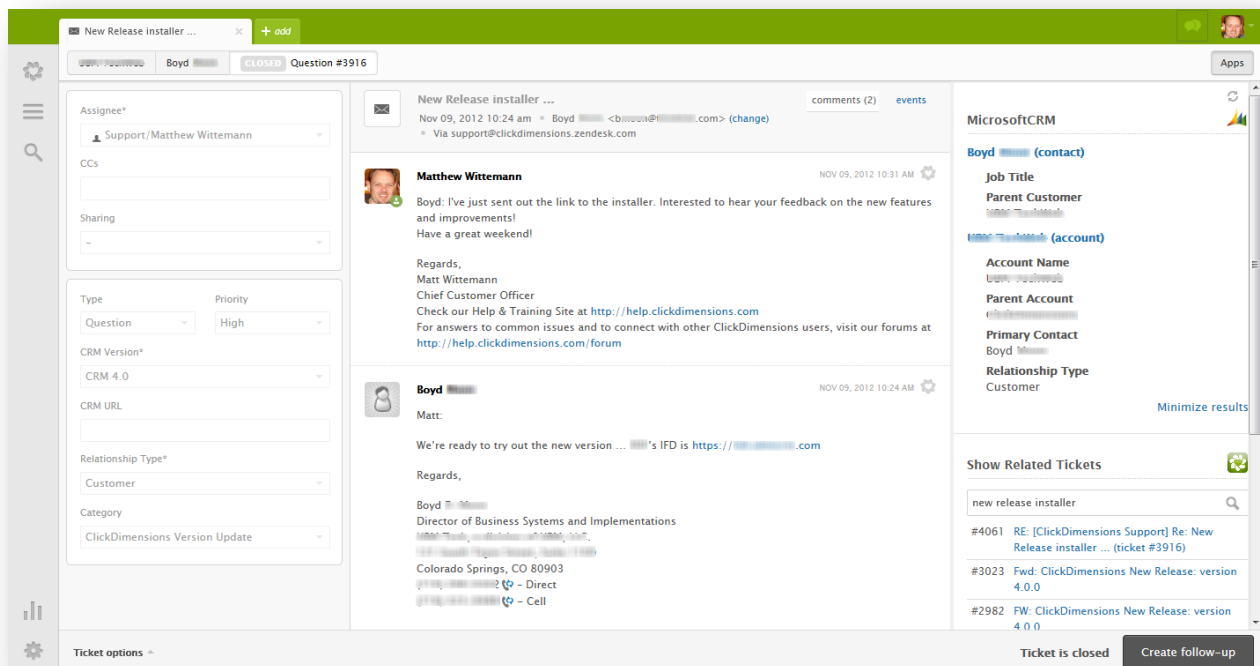 New Release installer ...
+ add
Boyd
CLOSED Question #3916
Apps
Assignee*
Support/Matthew Wittemann
CCs
Sharing
–
Type
Priority
Question
High
CRM Version*
CRM 4.0
CRM URL
Relationship Type*
Customer
Category
ClickDimensions Version Update
New Release installer ...
comments (2)
events
Nov 09, 2012 10:24 am Boyd .com> (change)
Via support@clickdimensions.zendesk.com
Matthew Wittemann
NOV 09, 2012 10:31 AM
Boyd: I've just sent out the link to the installer. Interested to hear your feedback on the new features
and improvements!
Have a great weekend!
Regards,
Matt Wittemann
Chief Customer Officer
Check our Help & Training Site at http://help.clickdimensions.com
For answers to common issues and to connect with other ClickDimensions users, visit our forums at
http://help.clickdimensions.com/forum
Boyd
NOV 09, 2012 10:24 AM
Matt:
We're ready to try out the new version ... 's IFD is https:// .com
Regards,
Boyd
Director of Business Systems and Implementations
Colorado Springs, CO 80903
– Direct
– Cell
MicrosoftCRM
Boyd (contact)
Job Title
Parent Customer
(account)
Account Name
Parent Account
Primary Contact
Boyd
Relationship Type
Customer
Minimize results
Show Related Tickets
new release installer
#4061 RE: [ClickDimensions Support] Re: New
Release installer ... (ticket #3916)
#3023 Fwd: ClickDimensions New Release: version
4.0.0
#2982 FW: ClickDimensions New Release: version
4.0.0
Ticket options
Ticket is closed
Create follow-up